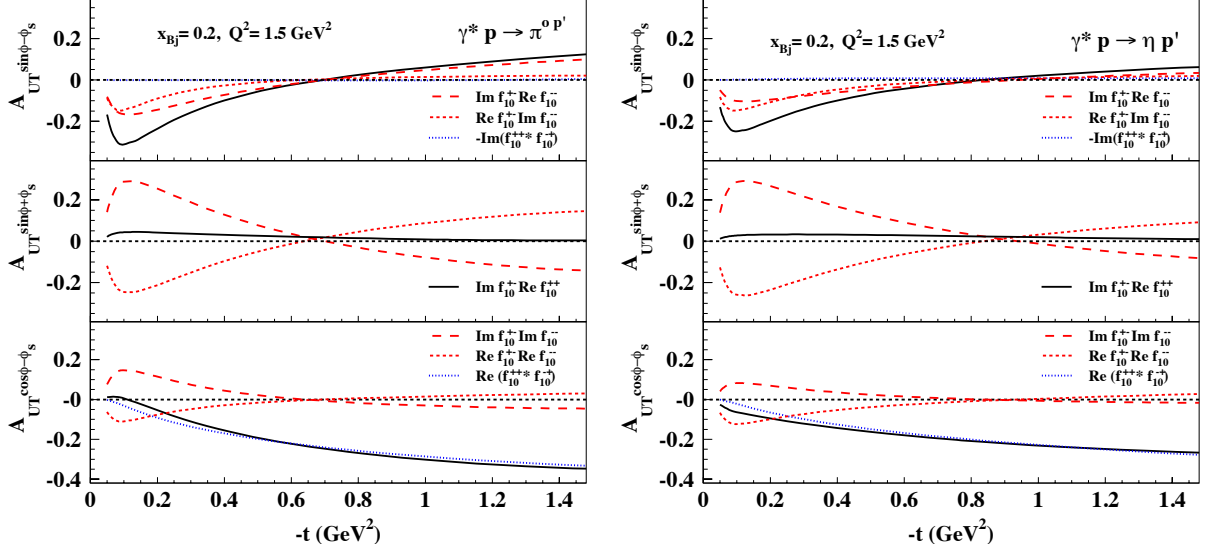 x_Bj = 0.2, Q^2 = 1.5 GeV^2
γ* p → π^o p'
A_UT^sinϕ−ϕ_s
0.2
0
-0.2
Im f_10^+- Re f_10^--
Re f_10^+- Im f_10^--
-Im(f_10^++* f_10^-+)
A_UT^sinϕ+ϕ_s
0.2
0
-0.2
Im f_10^+- Re f_10^++
A_UT^cosϕ−ϕ_s
0.2
-0
-0.2
-0.4
Im f_10^+- Im f_10^--
Re f_10^+- Re f_10^--
Re (f_10^++* f_10^-+)
0 0.2 0.4 0.6 0.8 1 1.2 1.4
-t (GeV^2)
x_Bj = 0.2, Q^2 = 1.5 GeV^2
γ* p → η p'
A_UT^sinϕ−ϕ_s
0.2
0
-0.2
Im f_10^+- Re f_10^--
Re f_10^+- Im f_10^--
-Im(f_10^++* f_10^-+)
A_UT^sinϕ+ϕ_s
0.2
0
-0.2
Im f_10^+- Re f_10^++
A_UT^cosϕ−ϕ_s
0.2
-0
-0.2
-0.4
Im f_10^+- Im f_10^--
Re f_10^+- Re f_10^--
Re (f_10^++* f_10^-+)
0 0.2 0.4 0.6 0.8 1 1.2 1.4
-t (GeV^2)